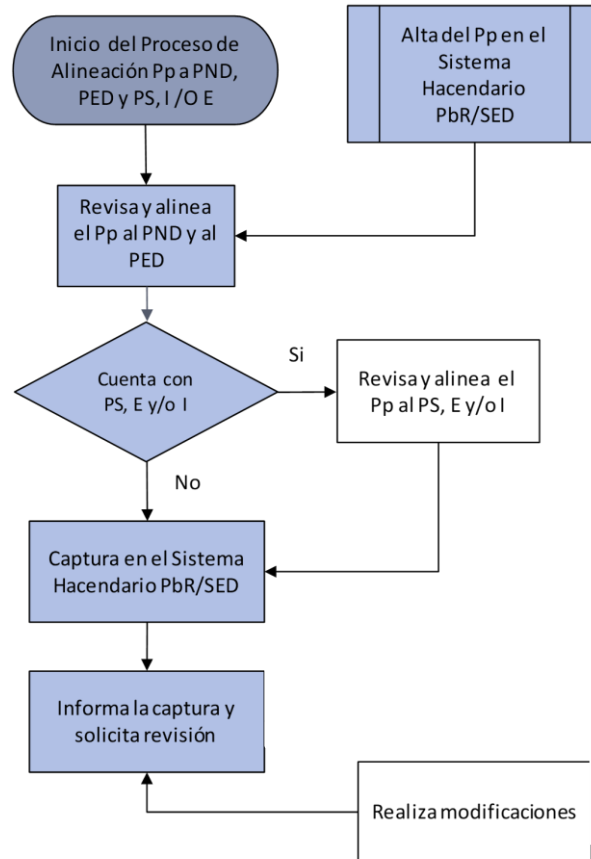 Inicio del Proceso de
Alineación Pp a PND,
PED y PS, I /O E
Alta del Pp en el
Sistema
Hacendario
PbR/SED
Revisa y alinea
el Pp al PND y al
PED
Cuenta con
PS, E y/o I
Si
Revisa y alinea el
Pp al PS, E y/o I
No
Captura en el Sistema
Hacendario PbR/SED
Informa la captura y
solicita revisión
Realiza modificaciones